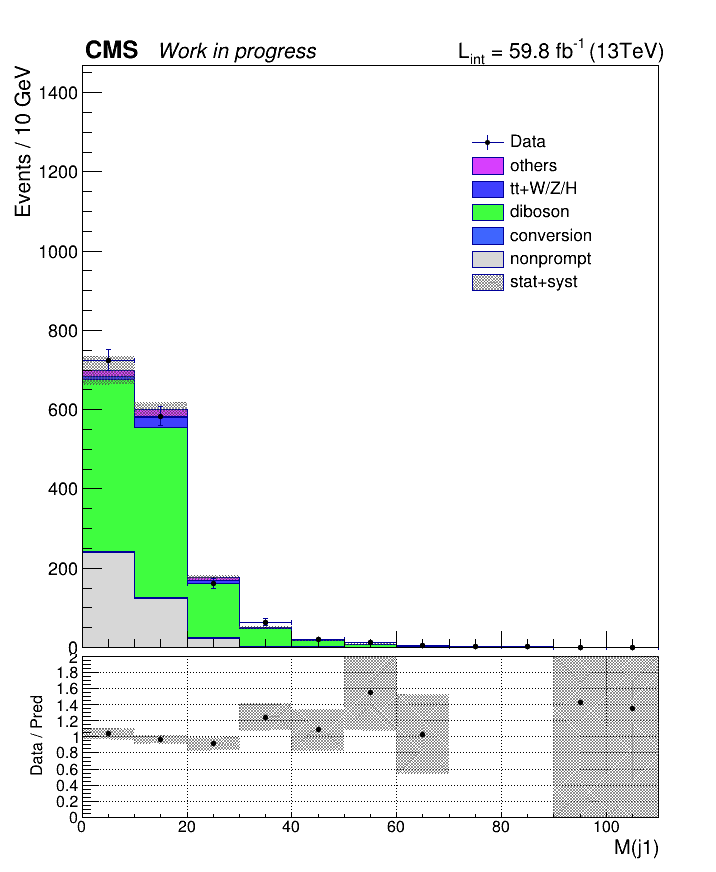 CMS Work in progress L_int = 59.8 fb^-1 (13TeV)
Events / 10 GeV
1400
1200
1000
800
600
400
200
0
Data
others
tt+W/Z/H
diboson
conversion
nonprompt
stat+syst
Data / Pred
2
1.8
1.6
1.4
1.2
1
0.8
0.6
0.4
0.2
0
0 20 40 60 80 100
M(j1)